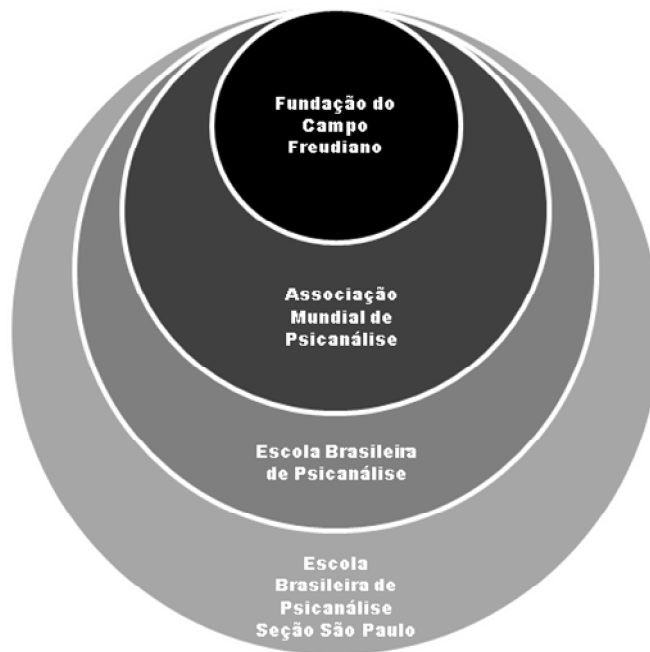 Fundação do
Campo
Freudiano
Associação
Mundial de
Psicanálise
Escola Brasileira
de Psicanálise
Escola
Brasileira de
Psicanálise
Seção São Paulo